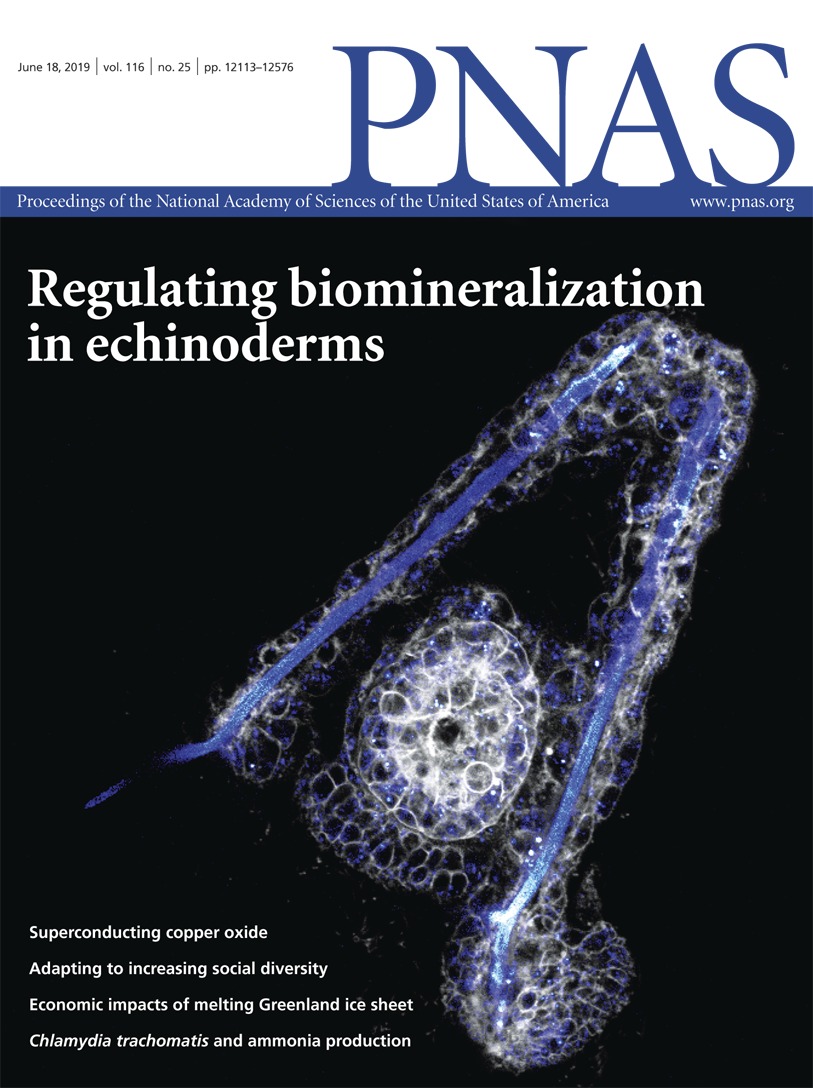 June 18, 2019 | vol. 116 | no. 25 | pp. 12113–12576
PNAS
Proceedings of the National Academy of Sciences of the United States of America www.pnas.org
Regulating biomineralization
in echinoderms
Superconducting copper oxide
Adapting to increasing social diversity
Economic impacts of melting Greenland ice sheet
Chlamydia trachomatis and ammonia production